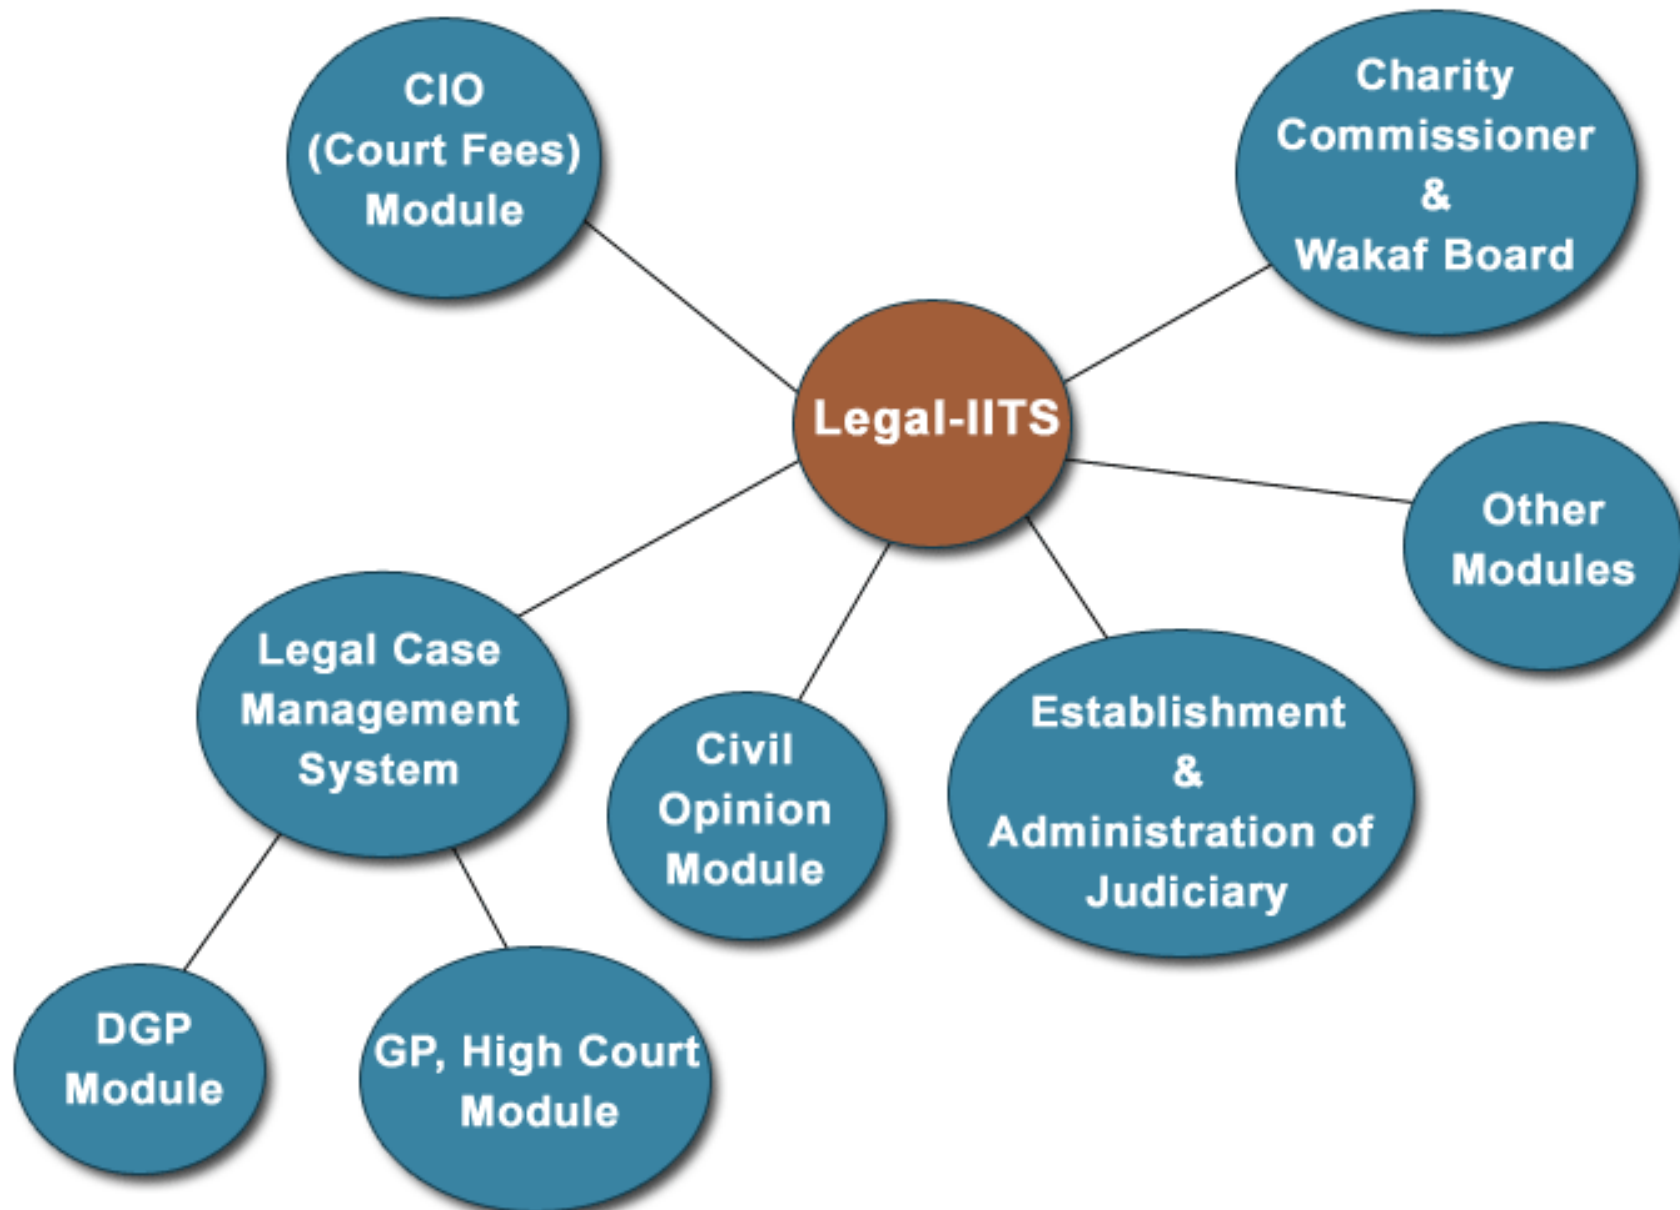 CIO
(Court Fees)
Module
Charity
Commissioner
&
Wakaf Board
Legal-IITS
Other
Modules
Legal Case
Management
System
Civil
Opinion
Module
Establishment
&
Administration of
Judiciary
DGP
Module
GP, High Court
Module